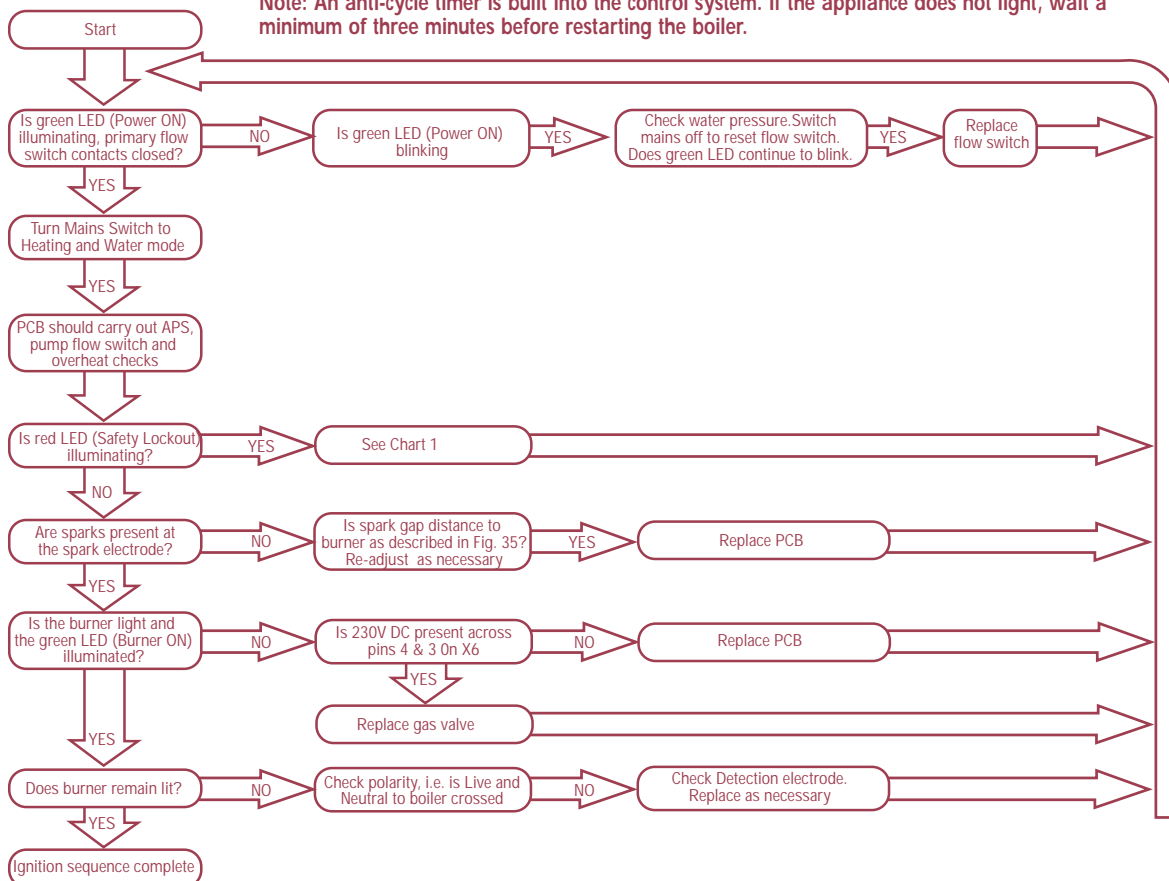 Note: An anti-cycle timer is built into the control system. If the appliance does not light, wait a
minimum of three minutes before restarting the boiler.
Start
Is green LED (Power ON)
illuminating, primary flow
switch contacts closed?
NO
Is green LED (Power ON)
blinking
YES
Check water pressure.Switch
mains off to reset flow switch.
Does green LED continue to blink.
YES
Replace
flow switch
YES
Turn Mains Switch to
Heating and Water mode
YES
PCB should carry out APS,
pump flow switch and
overheat checks
Is red LED (Safety Lockout)
illuminating?
YES
See Chart 1
NO
Are sparks present at
the spark electrode?
NO
Is spark gap distance to
burner as described in Fig. 35?
Re-adjust as necessary
YES
Replace PCB
YES
Is the burner light and
the green LED (Burner ON)
illuminated?
NO
Is 230V DC present across
pins 4 & 3 0n X6
NO
Replace PCB
YES
Replace gas valve
YES
Does burner remain lit?
NO
Check polarity, i.e. is Live and
Neutral to boiler crossed
NO
Check Detection electrode.
Replace as necessary
YES
Ignition sequence complete